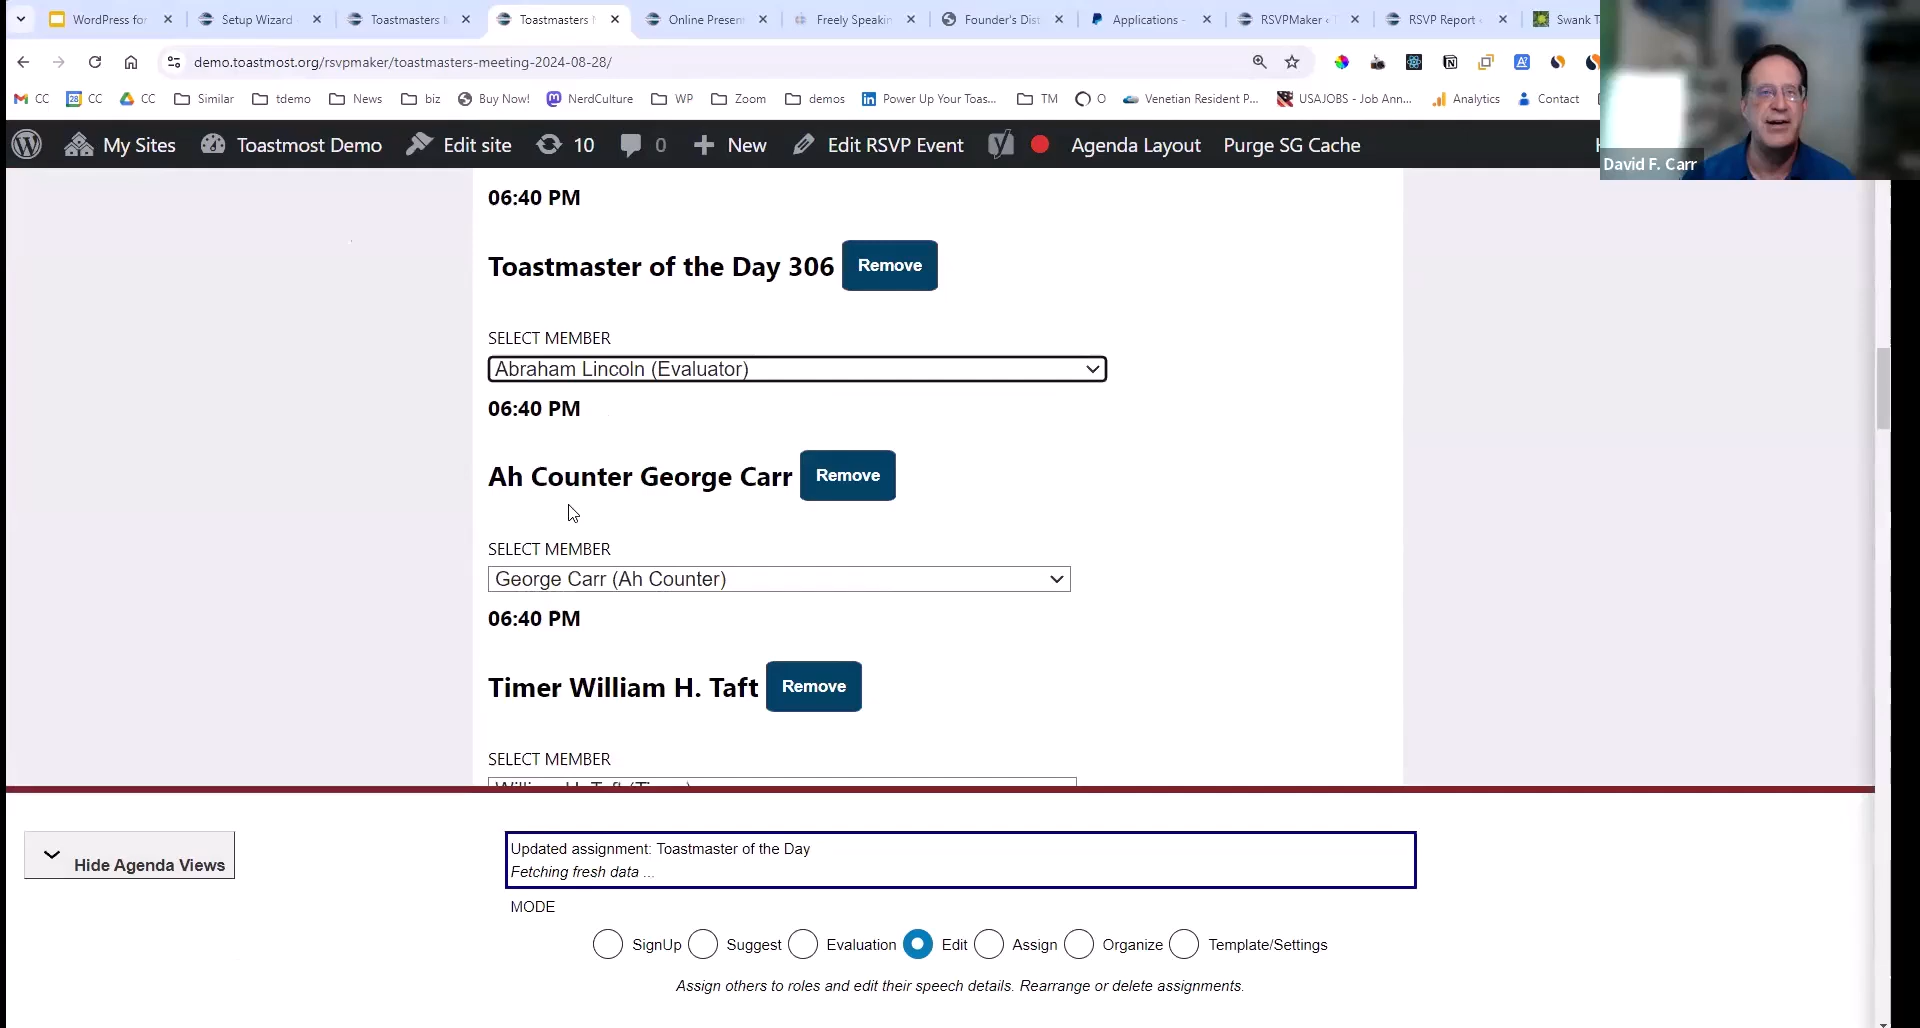 WordPress for
Setup Wizard
Toastmasters
Toastmasters
Online Presen
Freely Speakin
Founder's Dist
Applications -
RSVPMaker ‹
RSVP Report ‹
Swank T
demo.toastmost.org/rsvpmaker/toastmasters-meeting-2024-08-28/
CC
CC
CC
Similar
tdemo
News
biz
Buy Now!
NerdCulture
WP
Zoom
demos
Power Up Your Toas...
TM
O
Venetian Resident P...
USAJOBS - Job Ann...
Analytics
Contact
My Sites
Toastmost Demo
Edit site
10
0
New
Edit RSVP Event
Agenda Layout
Purge SG Cache
David F. Carr
06:40 PM
Toastmaster of the Day 306
Remove
SELECT MEMBER
Abraham Lincoln (Evaluator)
06:40 PM
Ah Counter George Carr
Remove
SELECT MEMBER
George Carr (Ah Counter)
06:40 PM
Timer William H. Taft
Remove
SELECT MEMBER
William H. Taft (Timer)
Hide Agenda Views
Updated assignment: Toastmaster of the Day
Fetching fresh data ...
MODE
SignUp
Suggest
Evaluation
Edit
Assign
Organize
Template/Settings
Assign others to roles and edit their speech details. Rearrange or delete assignments.